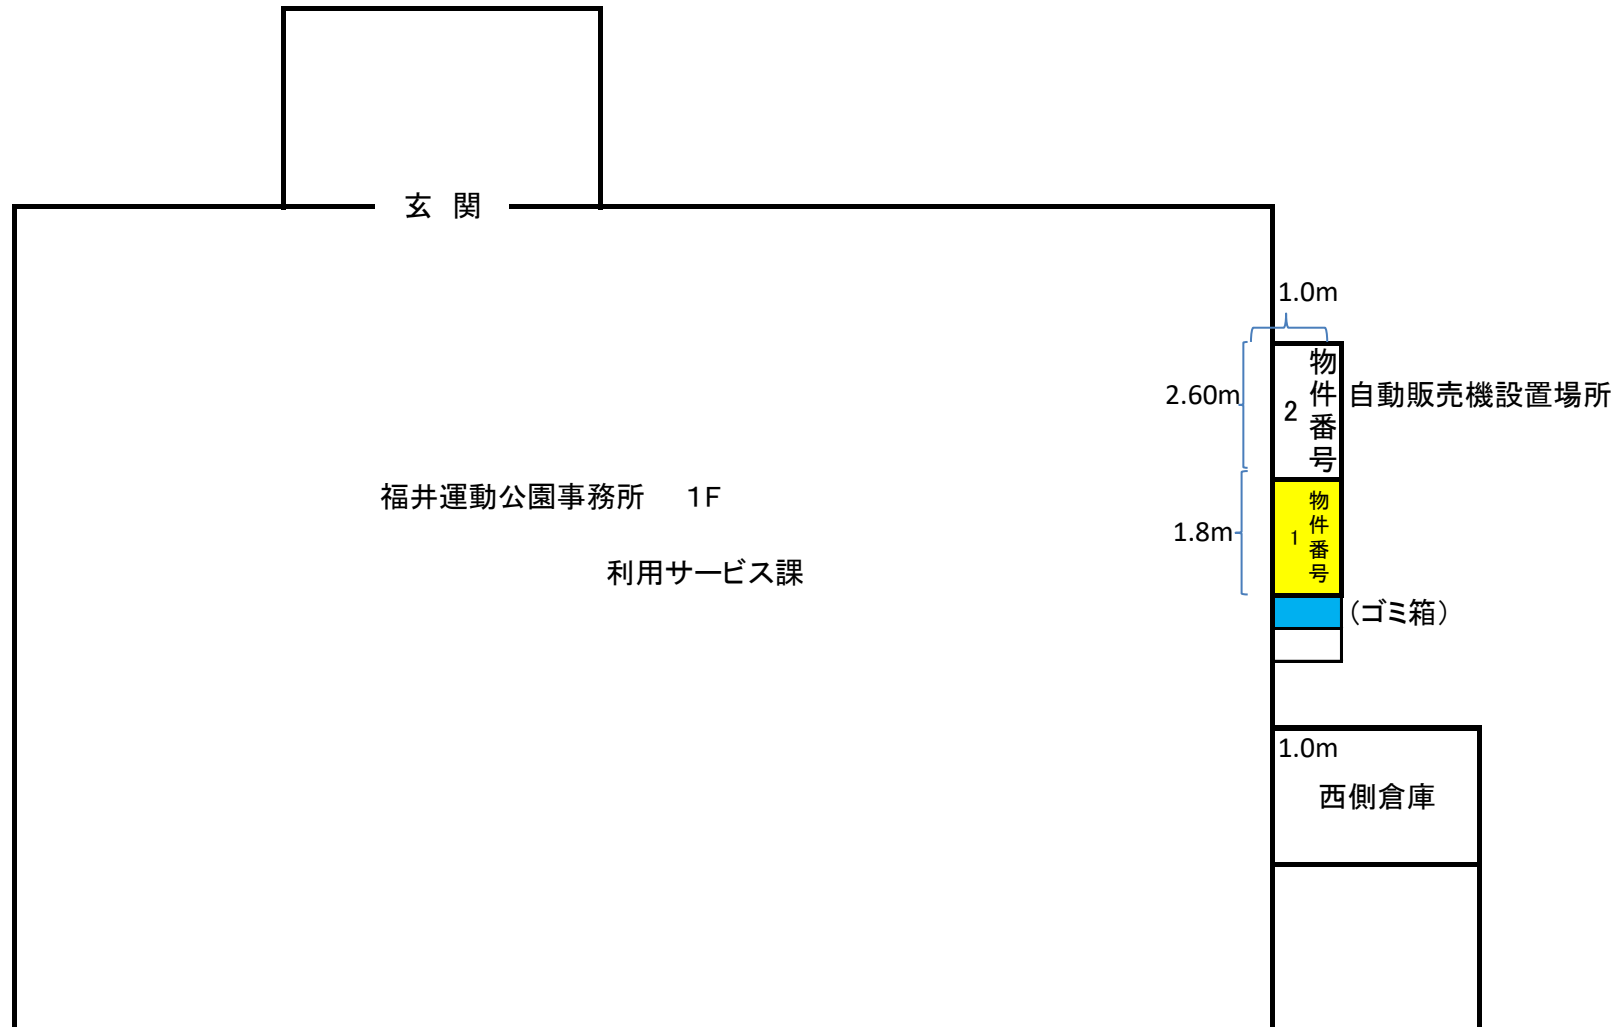 玄 関
1.0m
2.60m
物件番号
2
自動販売機設置場所
福井運動公園事務所 1F
1.8m
物件番号
1
利用サービス課
(ゴミ箱)
1.0m
西側倉庫